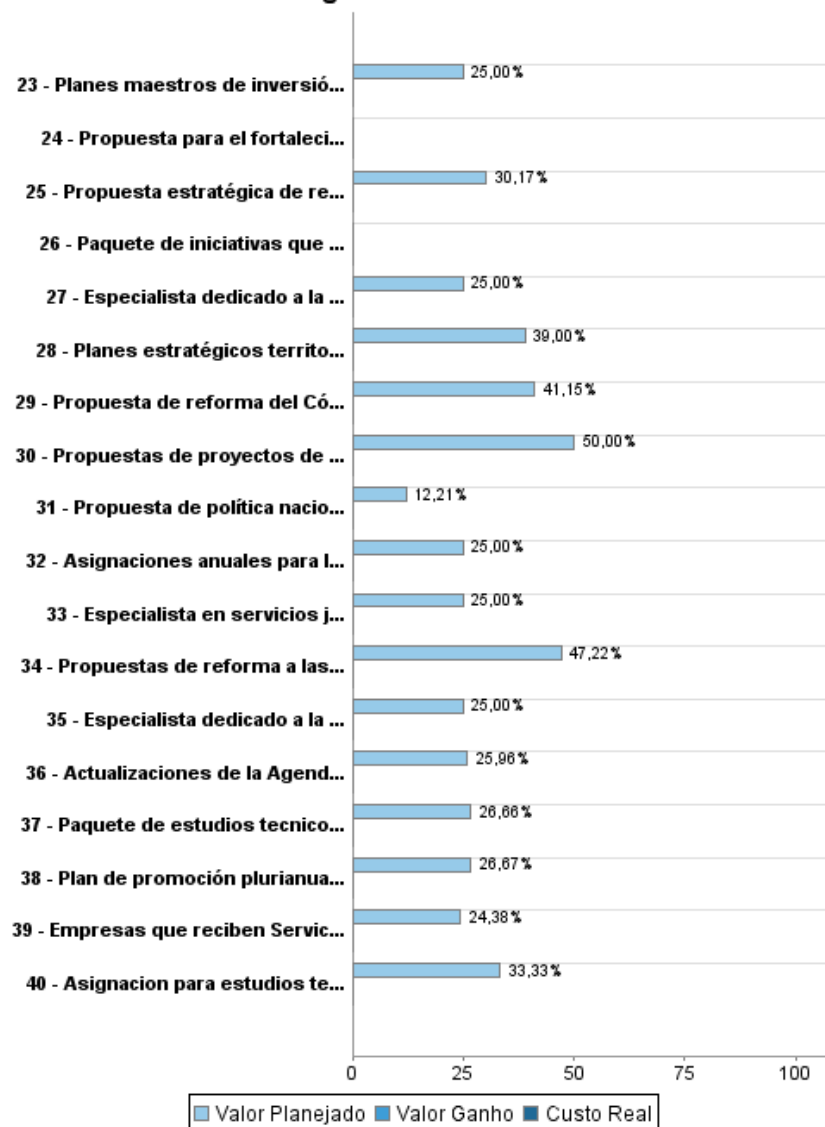 23 - Planes maestros de inversió... 25,00%
24 - Propuesta para el fortaleci...
25 - Propuesta estratégica de re... 30,17%
26 - Paquete de iniciativas que ...
27 - Especialista dedicado a la ... 25,00%
28 - Planes estratégicos territo... 39,00%
29 - Propuesta de reforma del Có... 41,15%
30 - Propuestas de proyectos de ... 50,00%
31 - Propuesta de política nacio... 12,21%
32 - Asignaciones anuales para l... 25,00%
33 - Especialista en servicios j... 25,00%
34 - Propuestas de reforma a las... 47,22%
35 - Especialista dedicado a la ... 25,00%
36 - Actualizaciones de la Agend... 25,96%
37 - Paquete de estudios tecnico... 26,66%
38 - Plan de promoción plurianua... 26,67%
39 - Empresas que reciben Servic... 24,38%
40 - Asignacion para estudios te... 33,33%
0 25 50 75 100
Valor Planejado Valor Ganho Custo Real